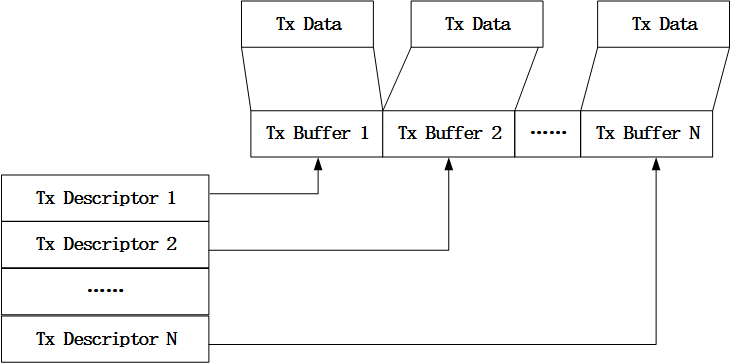 Tx Data
Tx Data
Tx Data
Tx Buffer 1
Tx Buffer 2
······
Tx Buffer N
Tx Descriptor 1
Tx Descriptor 2
······
Tx Descriptor N